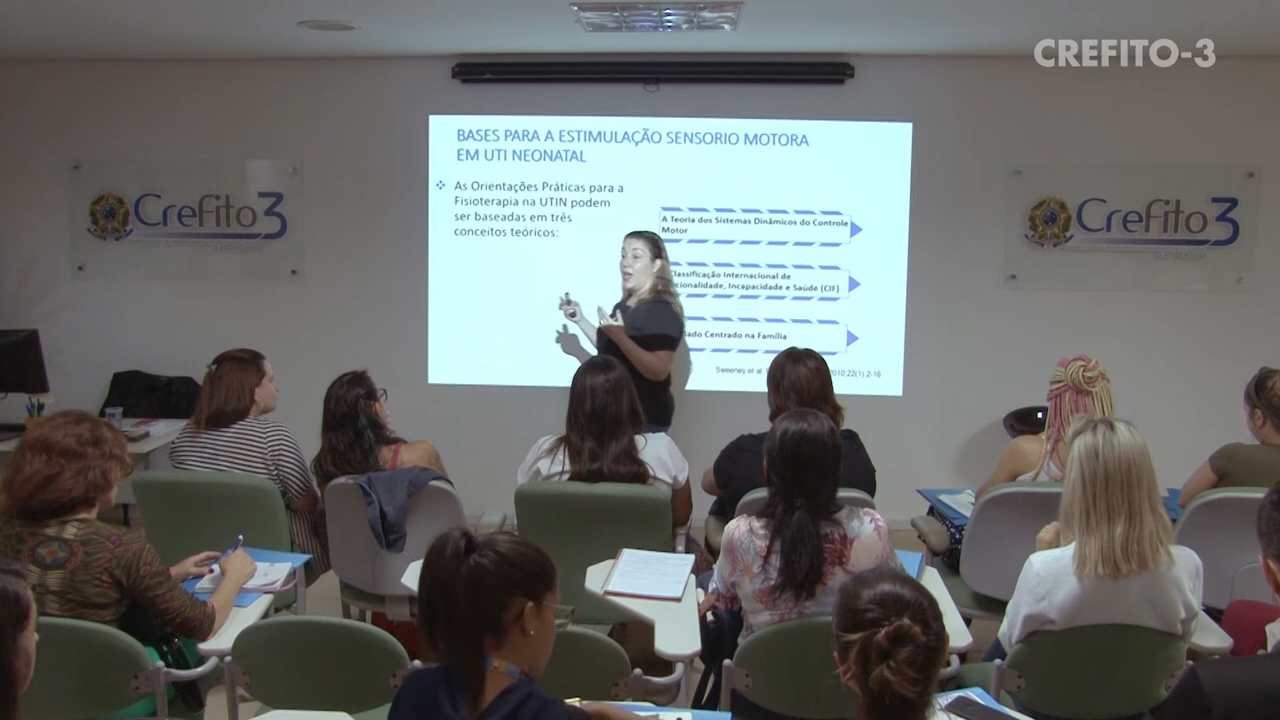 CREFITO-3
BASES PARA A ESTIMULAÇÃO SENSORIO MOTORA
EM UTI NEONATAL
As Orientações Práticas para a
Fisioterapia na UTIN podem
ser baseadas em três
conceitos teóricos:
A Teoria dos Sistemas Dinâmicos do Controle
Motor
Classificação Internacional de
Incapacidade e Saúde (CIF)
Centrado na Família
Sweeney et al
2010;22(1):2-16
CreFito3
CreFito3